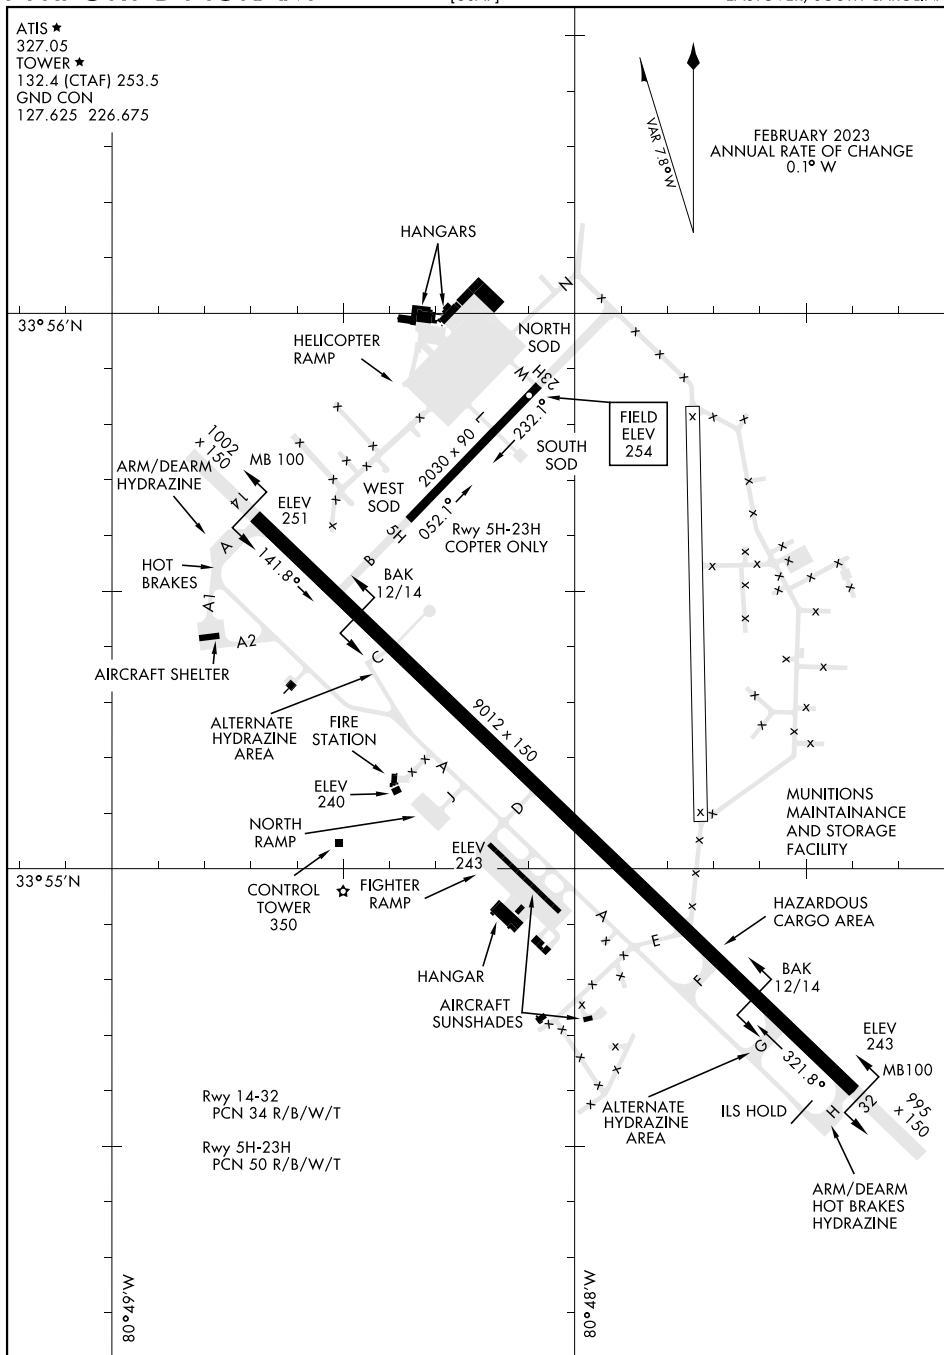 ATIS ★
327.05
TOWER ★
132.4 (CTAF) 253.5
GND CON
127.625 226.675
VAR 7.8° W
FEBRUARY 2023
ANNUAL RATE OF CHANGE
0.1° W
HANGARS
N
33°56'N
HELICOPTER
RAMP
NORTH
SOD
W
23H
FIELD
ELEV
254
232.1°
L
2030 x 90
SOUTH
SOD
1002
x 150
MB 100
ARM/DEARM
HYDRAZINE
14
ELEV
251
WEST
SOD
052.1°
5H
Rwy 5H-23H
COPTER ONLY
A
B
141.8°
HOT
BRAKES
BAK
12/14
A1
A2
C
AIRCRAFT SHELTER
9012 x 150
ALTERNATE
HYDRAZINE
AREA
FIRE
STATION
A
ELEV
240
J
D
MUNITIONS
MAINTAINANCE
AND STORAGE
FACILITY
NORTH
RAMP
ELEV
243
33°55'N
CONTROL
TOWER
350
FIGHTER
RAMP
HAZARDOUS
CARGO AREA
A
E
HANGAR
F
BAK
12/14
AIRCRAFT
SUNSHADES
G
321.8°
ELEV
243
MB100
Rwy 14-32
PCN 34 R/B/W/T
ALTERNATE
HYDRAZINE
AREA
ILS HOLD
H
32
995
x 150
Rwy 5H-23H
PCN 50 R/B/W/T
ARM/DEARM
HOT BRAKES
HYDRAZINE
80°49'W
80°48'W